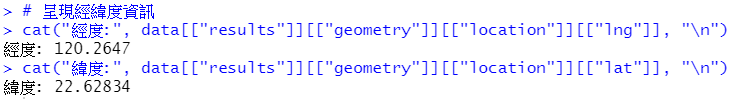 > # 呈現經緯度資訊
> cat("經度:", data[["results"]][["geometry"]][["location"]][["lng"]], "\n")
經度: 120.2647
> cat("緯度:", data[["results"]][["geometry"]][["location"]][["lat"]], "\n")
緯度: 22.62834